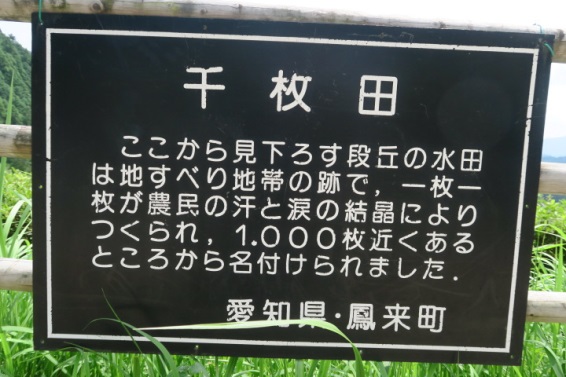 千枚田
ここから見下ろす段丘の水田
は地すべり地帯の跡で，一枚一
枚が農民の汗と涙の結晶により
つくられ，1.000枚近くある
ところから名付けられました．
愛知県・鳳来町